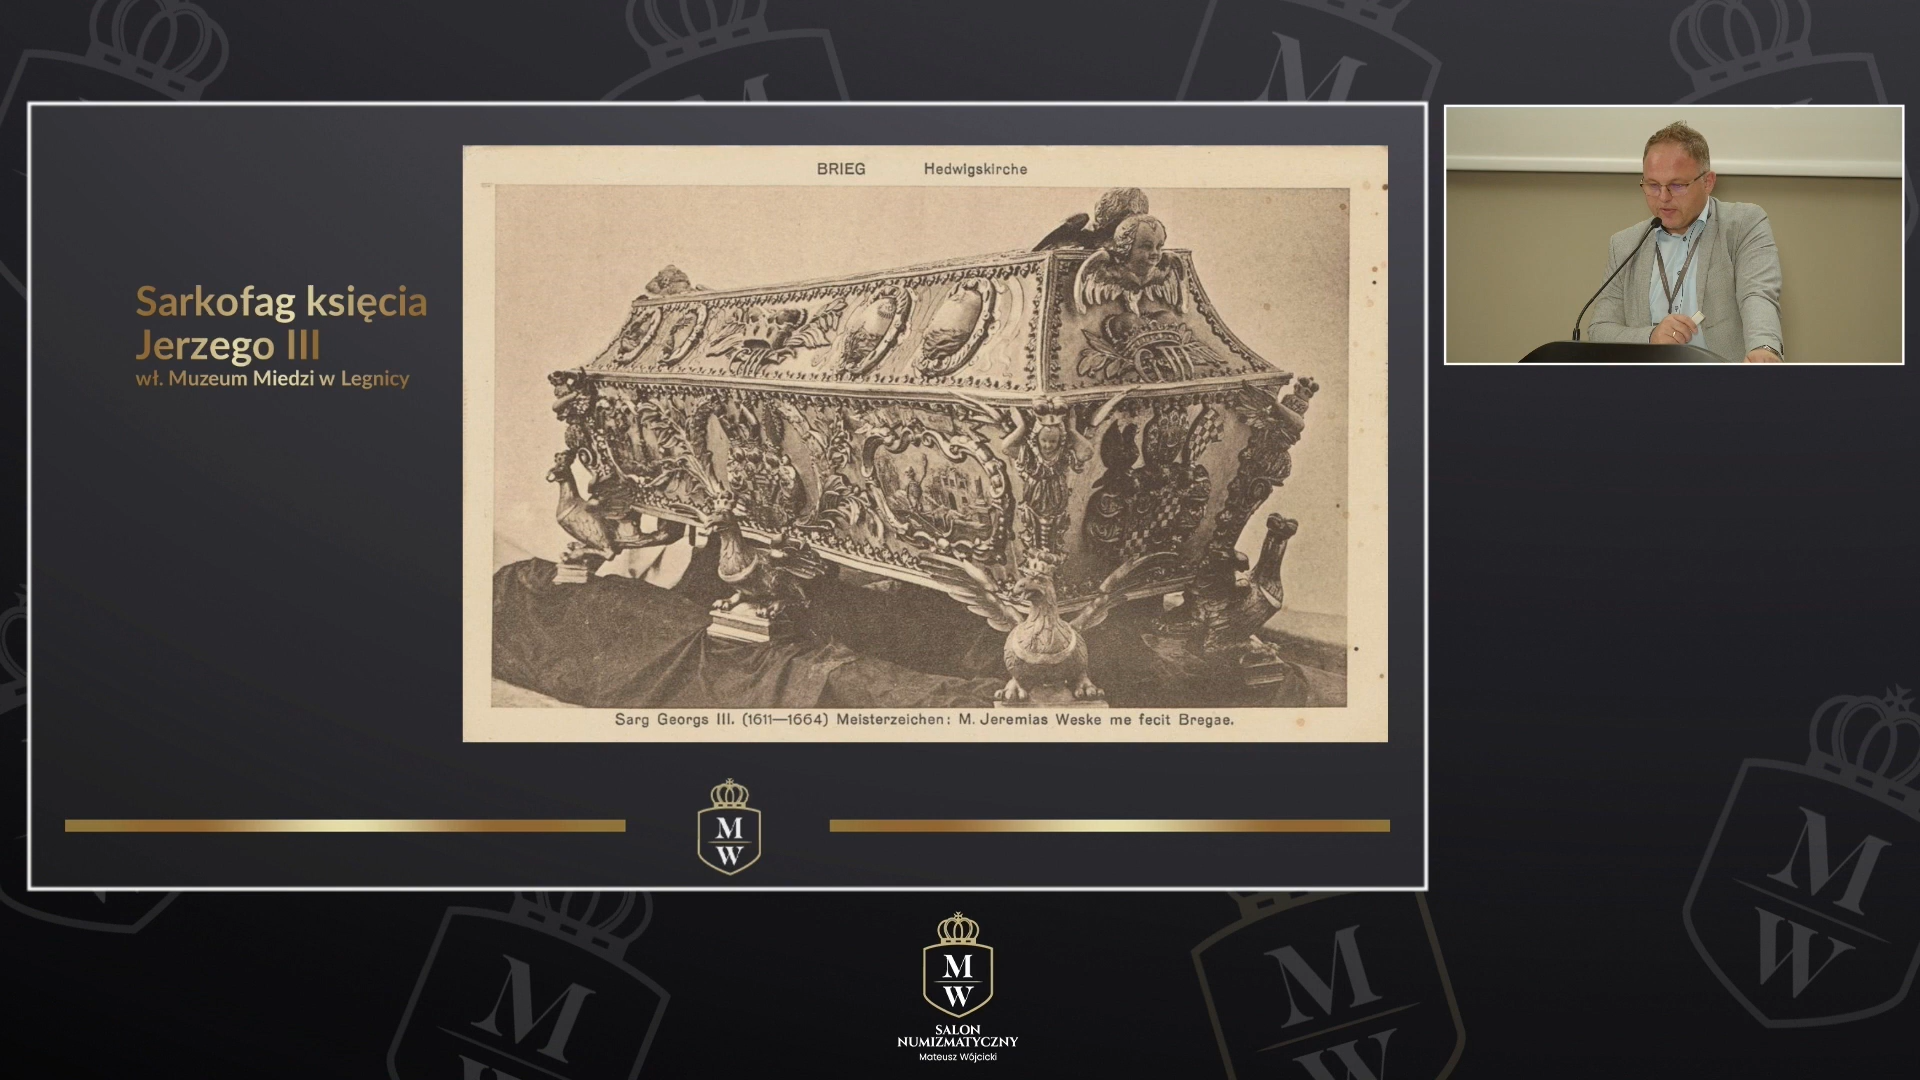 Sarkofag księcia
Jerzego III
wł. Muzeum Miedzi w Legnicy
BRIEG Hedwigskirche
Sarg Georgs III. (1611—1664) Meisterzeichen: M. Jeremias Weske me fecit Bregae.
M
W
M
W
SALON
NUMIZMATYCZNY
Mateusz Wójcicki
M
M
W
M
W
M
W